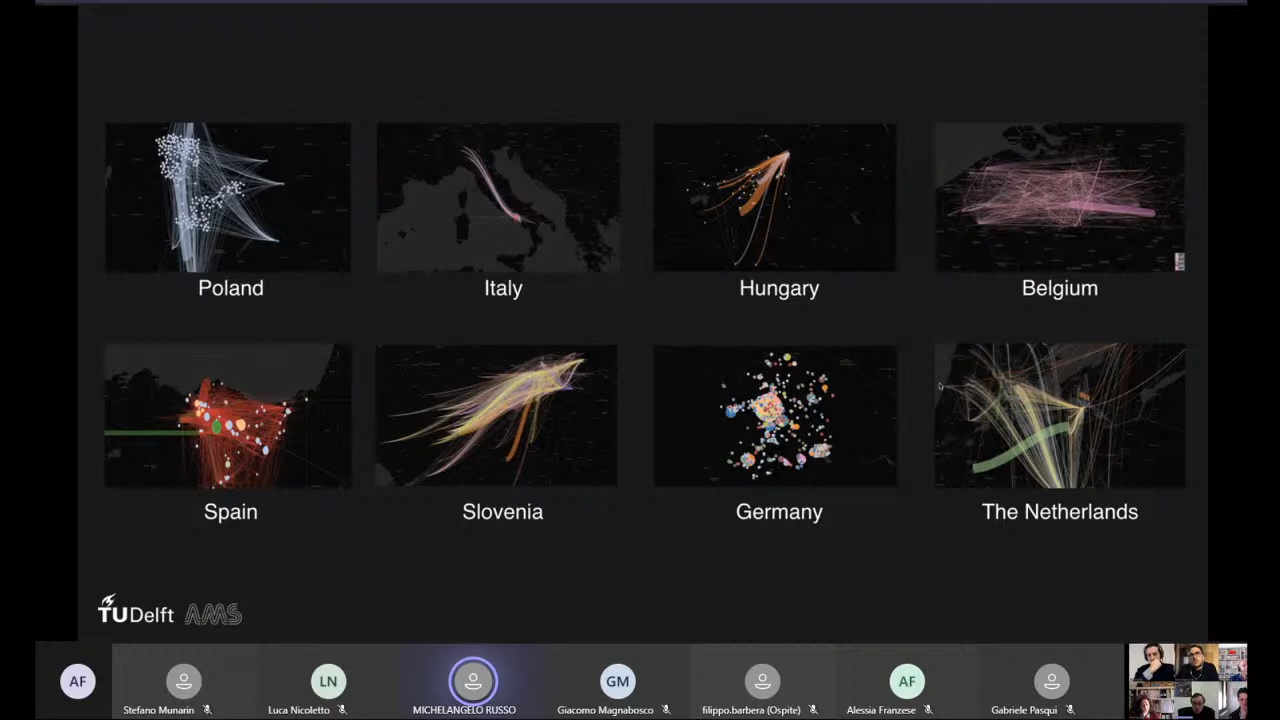 Poland
Italy
Hungary
Belgium
Spain
Slovenia
Germany
The Netherlands
TUDelft AMS
AF
LN
GM
AF
Stefano Munarin
Luca Nicoletto
MICHELANGELO RUSSO
Giacomo Magnabosco
filippo.barbera (Ospite)
Alessia Franzese
Gabriele Pasqui